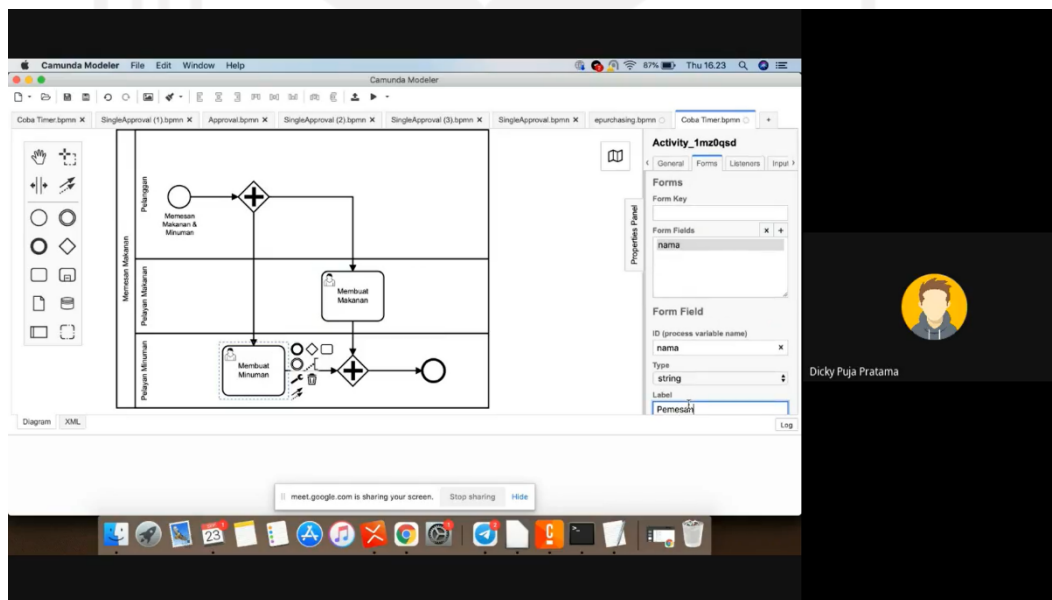 Camunda Modeler File Edit Window Help
87% Thu 16.23
Camunda Modeler
Coba Timer.bpmn
SingleApproval (1).bpmn
Approval.bpmn
SingleApproval (2).bpmn
SingleApproval (3).bpmn
SingleApproval.bpmn
epurchasing.bpmn
Coba Timer.bpmn
Memesan Makanan
Pelanggan
Memesan
Makanan &
Minuman
Pelayan Makanan
Membuat
Makanan
Pelayan Minuman
Membuat
Minuman
Properties Panel
Activity_1mz0qsd
General Forms Listeners Input
Forms
Form Key
Form Fields
nama
Form Field
ID (process variable name)
nama
Type
string
Label
Pemesan
Diagram XML
Log
meet.google.com is sharing your screen. Stop sharing Hide
23
Dicky Puja Pratama